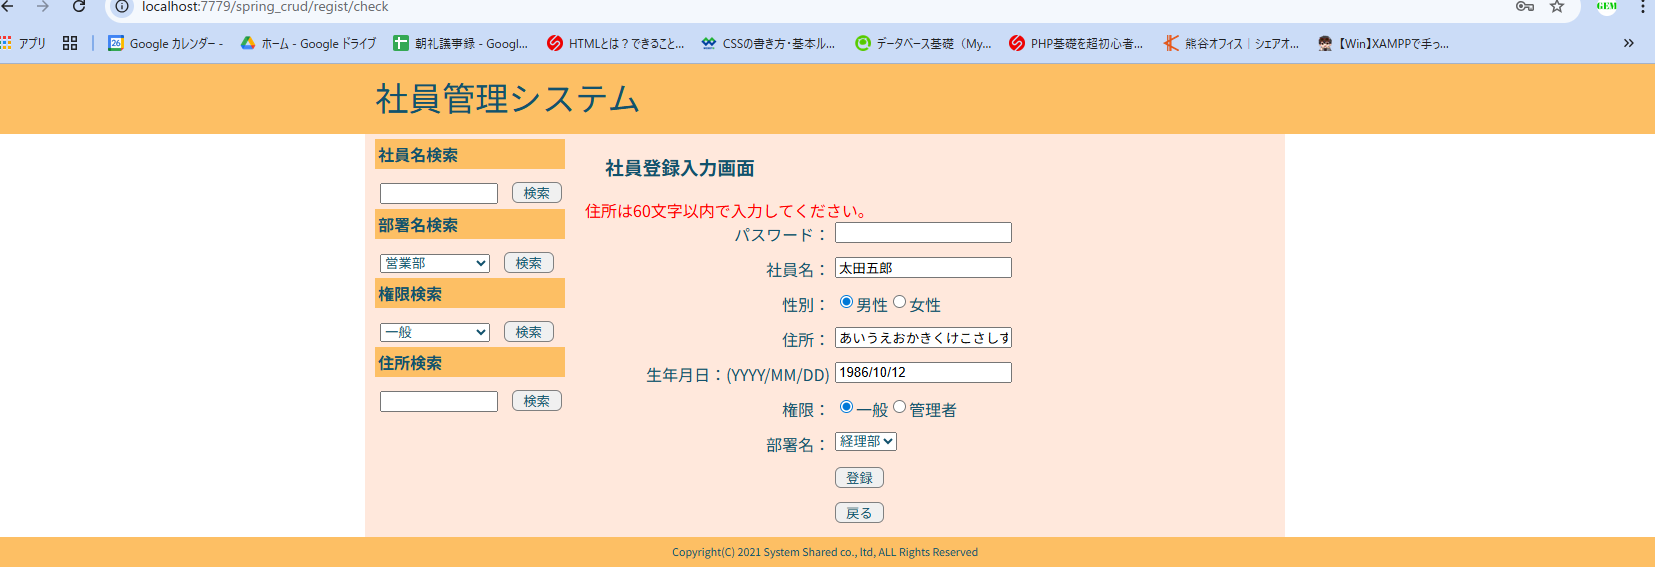 localhost:7779/spring_crud/regist/check
GEM
アプリ
26
Google カレンダー -
ホーム - Google ドライブ
朝礼議事録 - Googl...
HTMLとは？できること...
CSSの書き方・基本ル...
データベース基礎（My...
PHP基礎を超初心者...
熊谷オフィス｜シェアオ...
【Win】XAMPPで手っ...
社員管理システム
社員名検索
検索
部署名検索
営業部 検索
権限検索
一般 検索
住所検索
検索
社員登録入力画面
住所は60文字以内で入力してください。
パスワード：
社員名： 太田五郎
性別： 男性 女性
住所： あいうえおかきくけこさしす
生年月日：(YYYY/MM/DD) 1986/10/12
権限： 一般 管理者
部署名： 経理部
登録
戻る
Copyright(C) 2021 System Shared co., ltd, ALL Rights Reserved